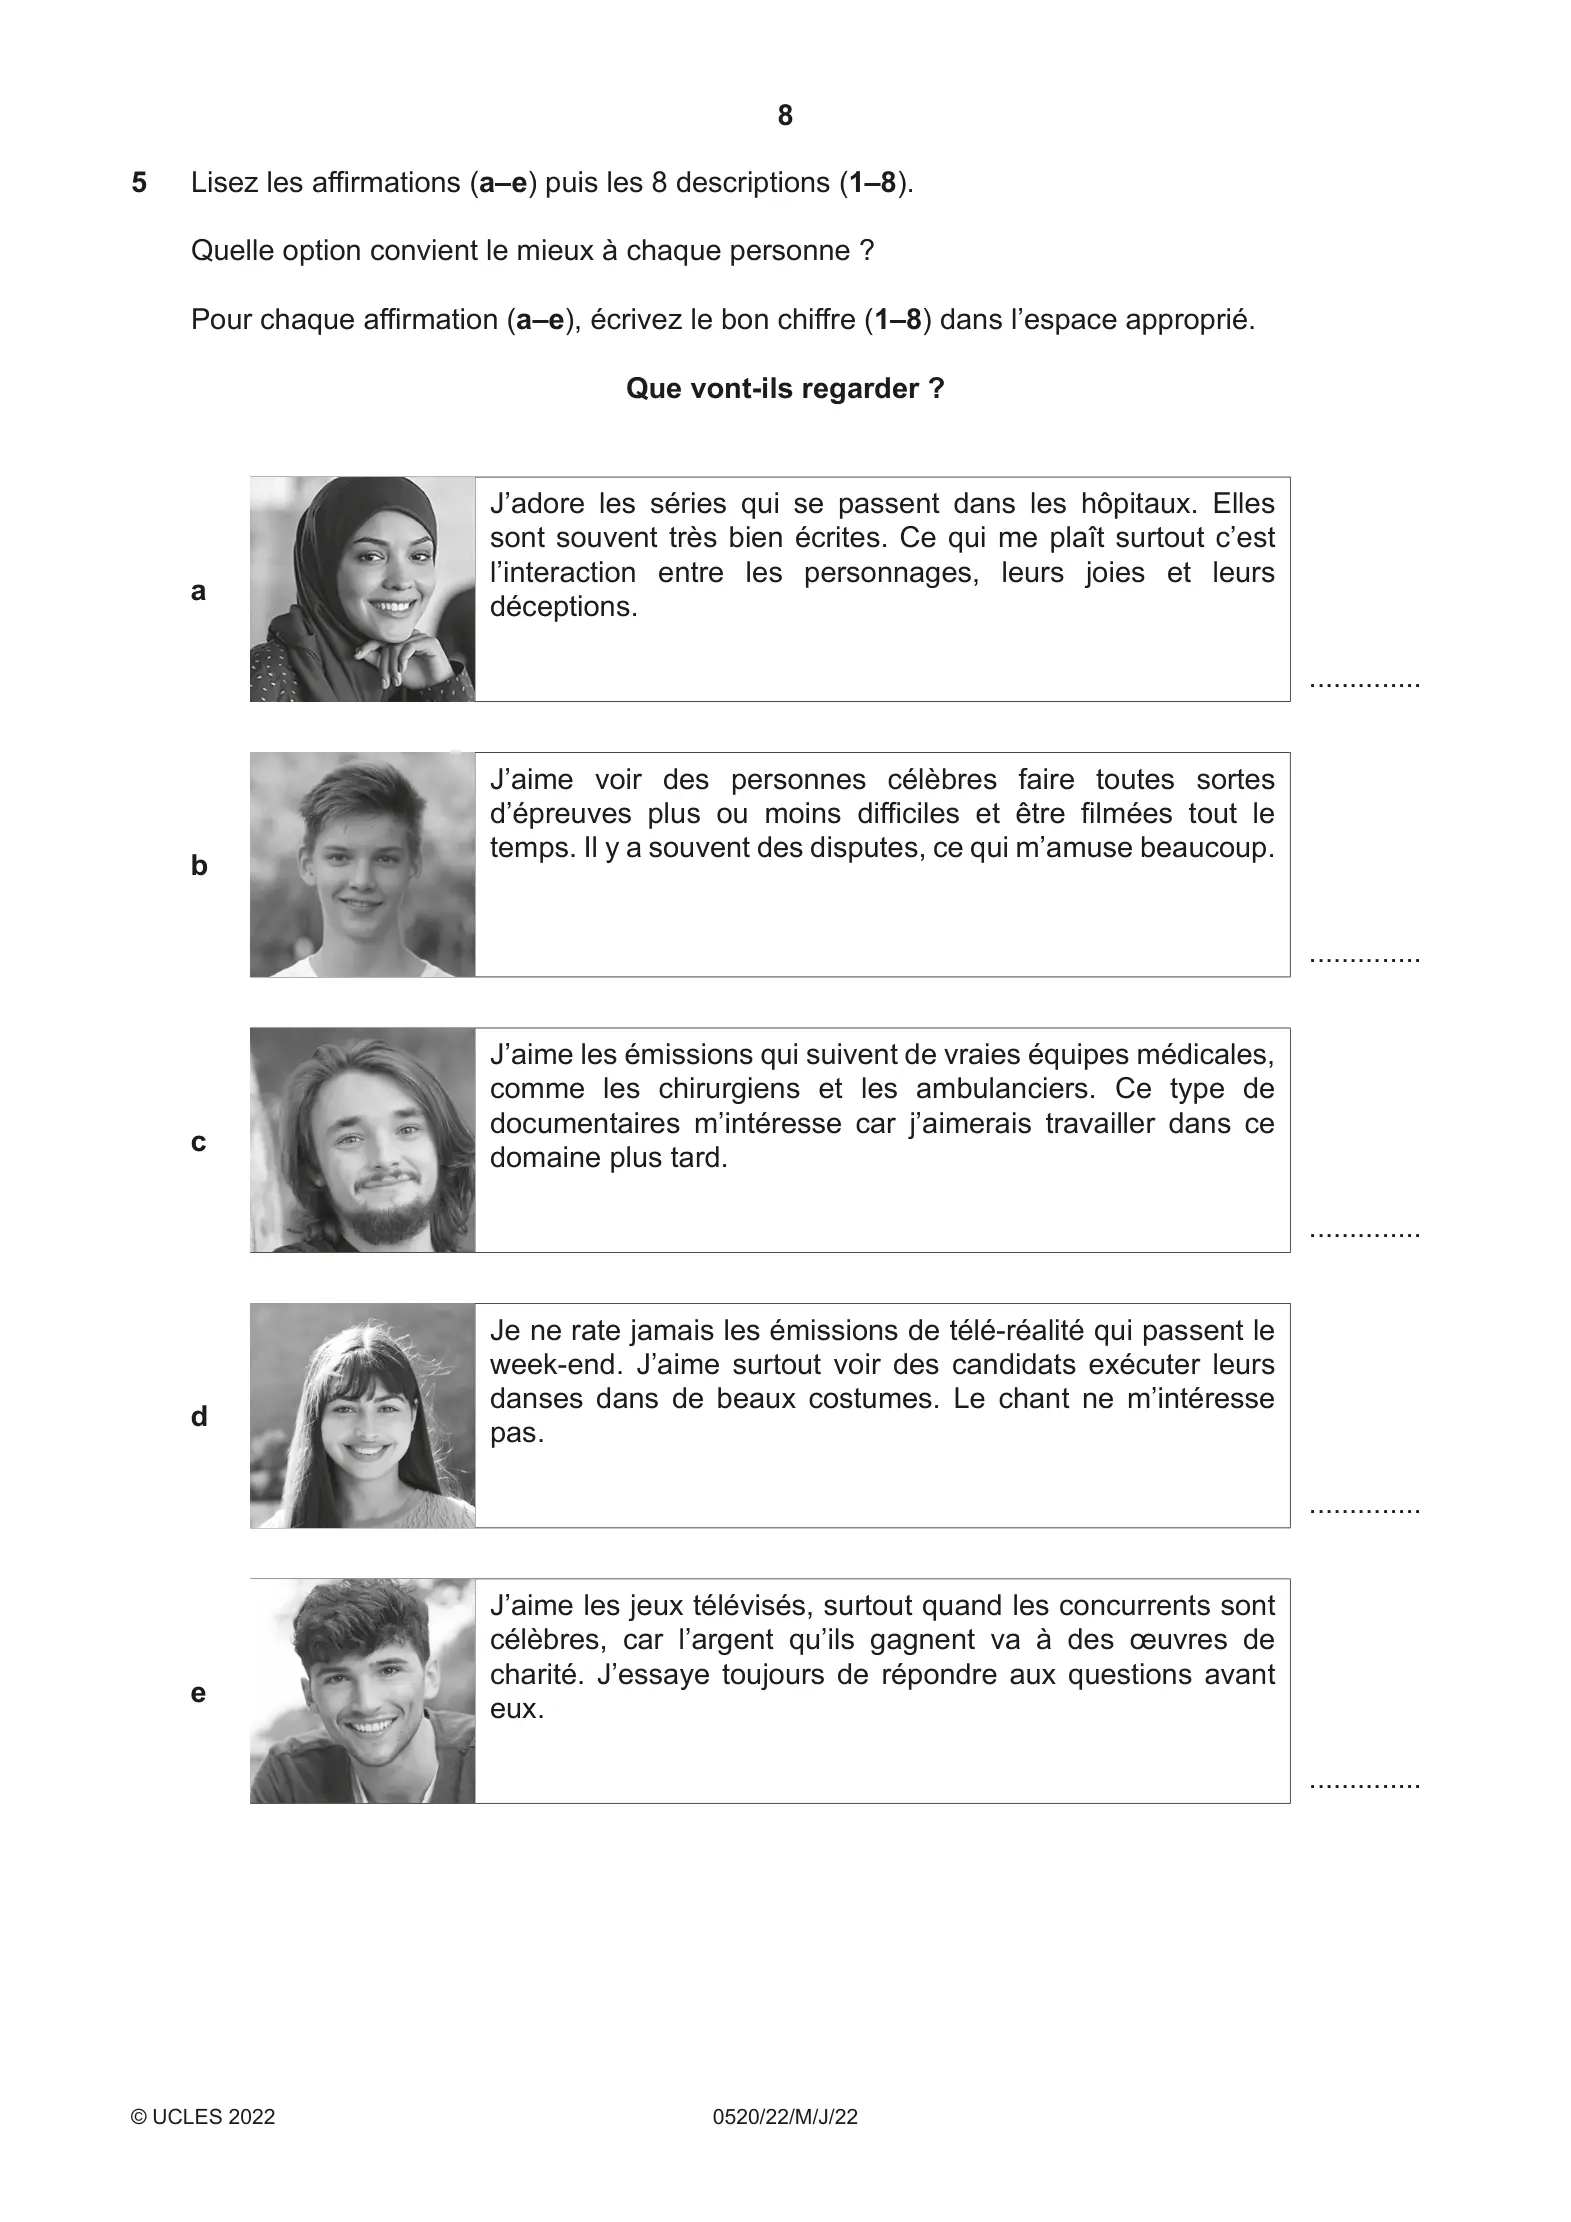 8
5 Lisez les affirmations (a–e) puis les 8 descriptions (1–8).
Quelle option convient le mieux à chaque personne ?
Pour chaque affirmation (a–e), écrivez le bon chiffre (1–8) dans l’espace approprié.
Que vont-ils regarder ?
a
J’adore les séries qui se passent dans les hôpitaux. Elles
sont souvent très bien écrites. Ce qui me plaît surtout c’est
l’interaction entre les personnages, leurs joies et leurs
déceptions.
..............
b
J’aime voir des personnes célèbres faire toutes sortes
d’épreuves plus ou moins difficiles et être filmées tout le
temps. Il y a souvent des disputes, ce qui m’amuse beaucoup.
..............
c
J’aime les émissions qui suivent de vraies équipes médicales,
comme les chirurgiens et les ambulanciers. Ce type de
documentaires m’intéresse car j’aimerais travailler dans ce
domaine plus tard.
..............
d
Je ne rate jamais les émissions de télé-réalité qui passent le
week-end. J’aime surtout voir des candidats exécuter leurs
danses dans de beaux costumes. Le chant ne m’intéresse
pas.
..............
e
J’aime les jeux télévisés, surtout quand les concurrents sont
célèbres, car l’argent qu’ils gagnent va à des œuvres de
charité. J’essaye toujours de répondre aux questions avant
eux.
..............
© UCLES 2022 0520/22/M/J/22